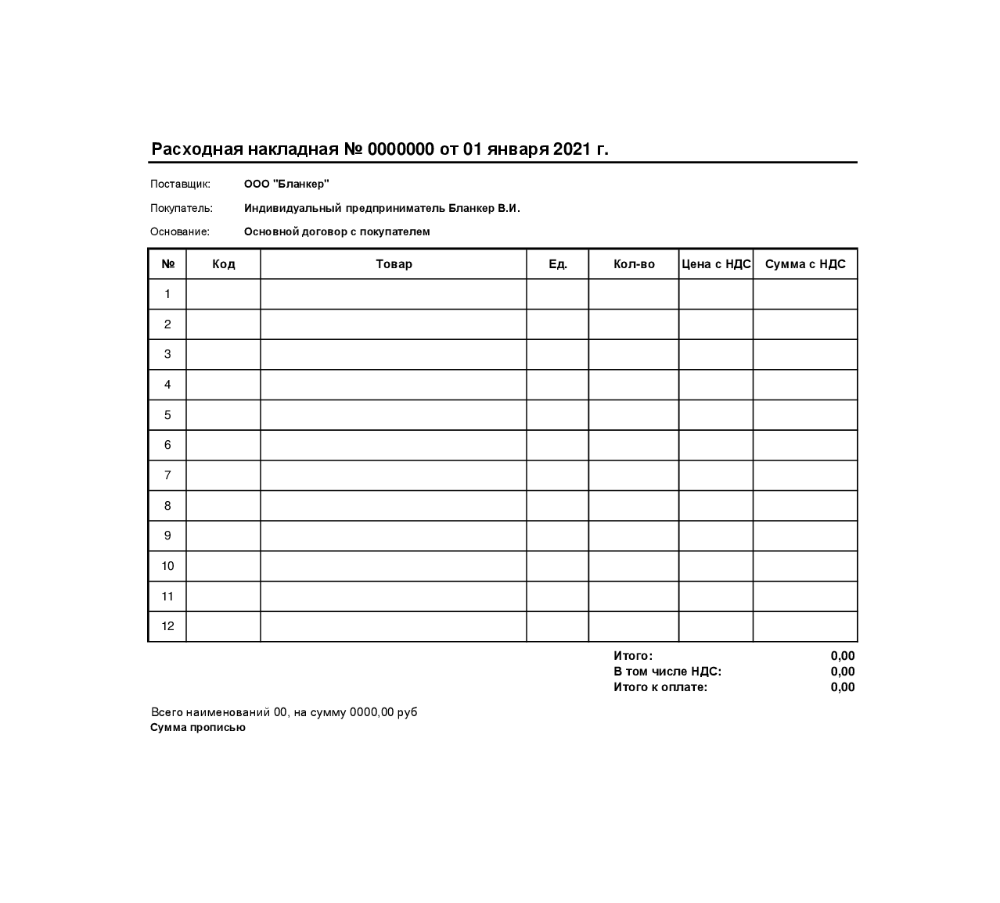 Расходная накладная № 0000000 от 01 января 2021 г.
Поставщик: ООО "Бланкер"
Покупатель: Индивидуальный предприниматель Бланкер В.И.
Основание: Основной договор с покупателем
№ Код Товар Ед. Кол-во Цена с НДС Сумма с НДС
1
2
3
4
5
6
7
8
9
10
11
12
Итого: 0,00
В том числе НДС: 0,00
Итого к оплате: 0,00
Всего наименований 00, на сумму 0000,00 руб
Сумма прописью